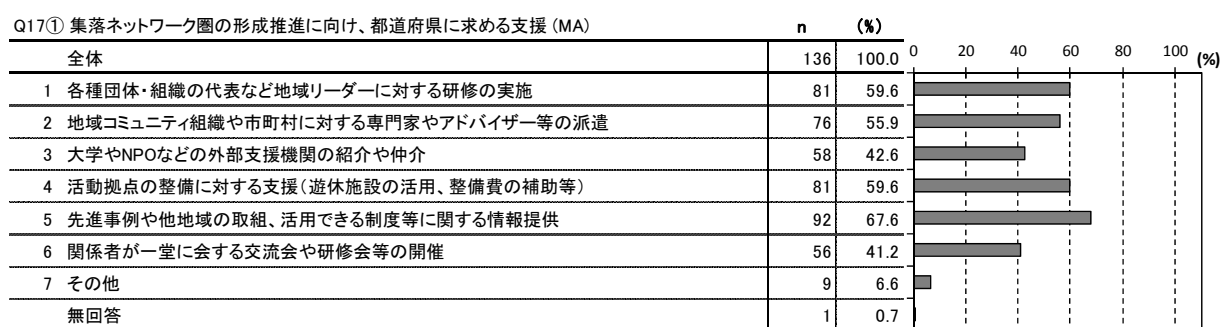 Q17① 集落ネットワーク圏の形成推進に向け、都道府県に求める支援 (MA) n (%)
全体 136 100.0
0 20 40 60 80 100 (%)
1 各種団体・組織の代表など地域リーダーに対する研修の実施 81 59.6
2 地域コミュニティ組織や市町村に対する専門家やアドバイザー等の派遣 76 55.9
3 大学やNPOなどの外部支援機関の紹介や仲介 58 42.6
4 活動拠点の整備に対する支援（遊休施設の活用、整備費の補助等） 81 59.6
5 先進事例や他地域の取組、活用できる制度等に関する情報提供 92 67.6
6 関係者が一堂に会する交流会や研修会等の開催 56 41.2
7 その他 9 6.6
無回答 1 0.7